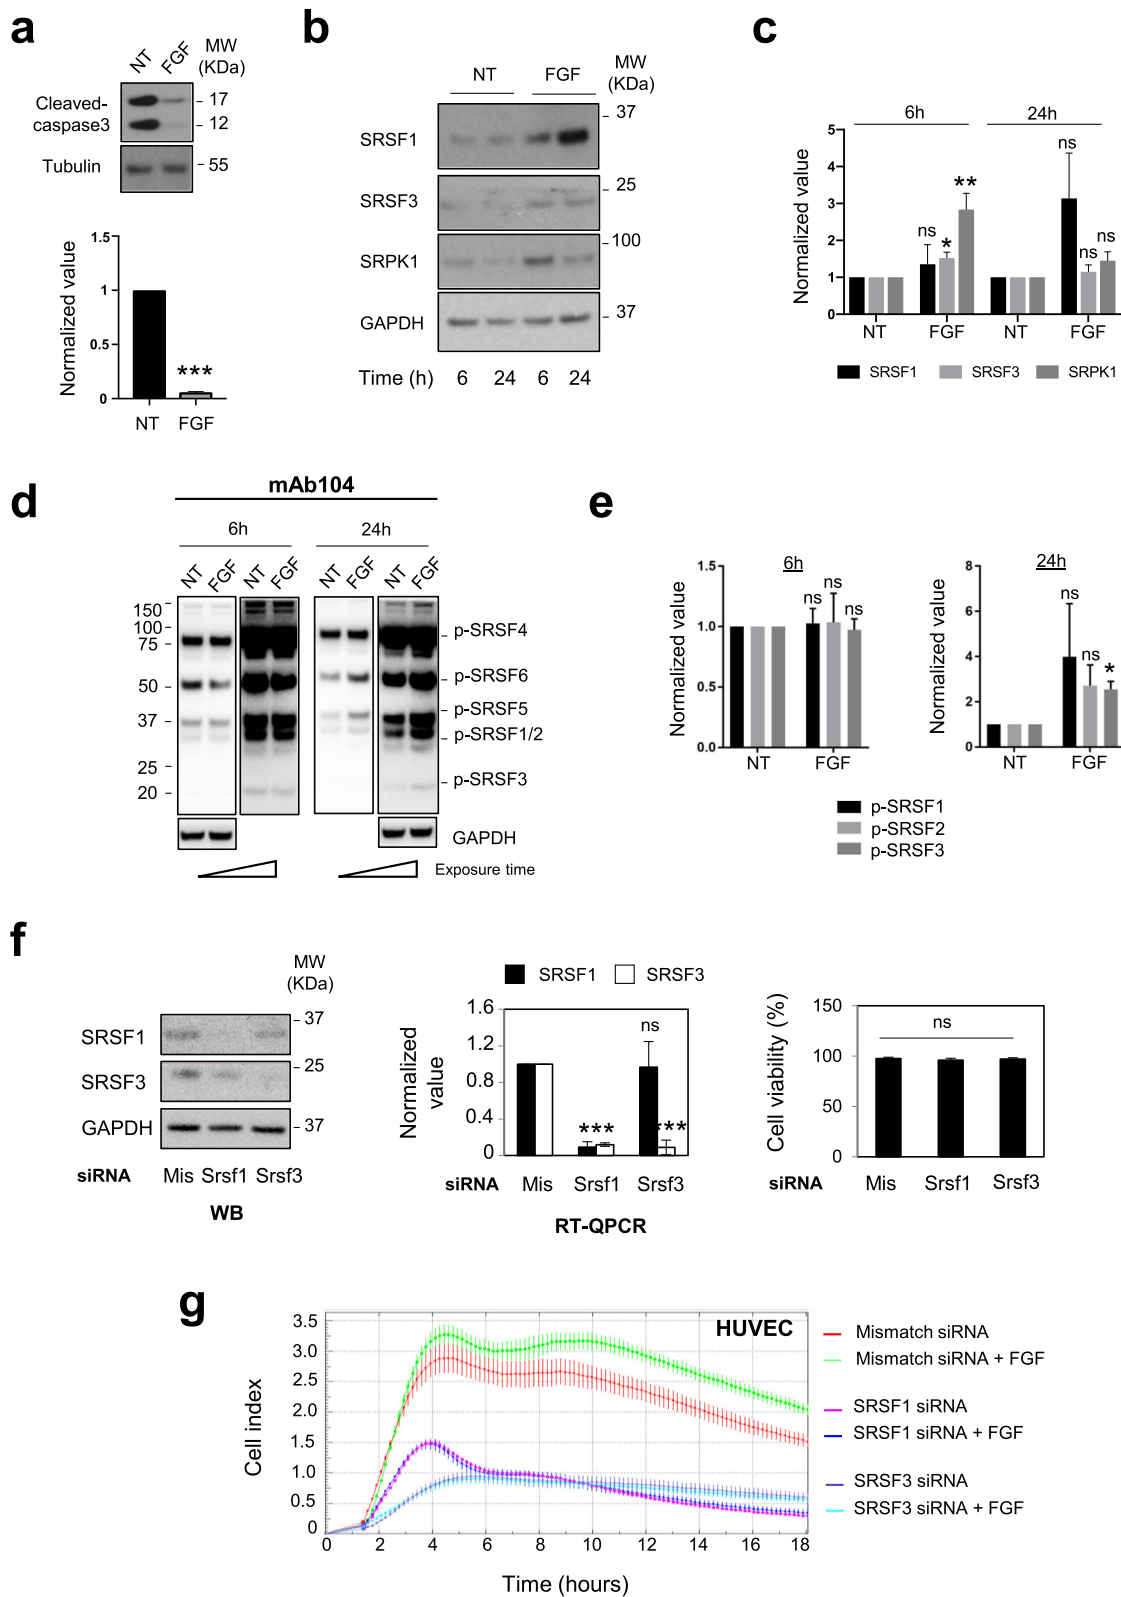 a
NT FGF MW
(KDa)
Cleaved-
caspase3
- 17
- 12
Tubulin
- 55
Normalized value
1.5
1
0.5
0
***
NT FGF
b
NT FGF MW
(KDa)
SRSF1
- 37
SRSF3
- 25
SRPK1
- 100
GAPDH
- 37
Time (h) 6 24 6 24
c
6h 24h
Normalized value
5
4
3
2
1
0
ns * **
ns ns ns
NT FGF NT FGF
SRSF1 SRSF3 SRPK1
d
mAb104
6h 24h
NT FGF NT FGF NT FGF NT FGF
150
100
75
50
37
25
20
p-SRSF4
p-SRSF6
p-SRSF5
p-SRSF1/2
p-SRSF3
GAPDH
Exposure time
e
6h
Normalized value
1.5
1.0
0.5
0.0
ns ns ns
NT FGF
24h
Normalized value
8
6
4
2
0
ns ns *
NT FGF
p-SRSF1
p-SRSF2
p-SRSF3
f
MW
(KDa)
SRSF1
- 37
SRSF3
- 25
GAPDH
- 37
siRNA Mis Srsf1 Srsf3
WB
SRSF1 SRSF3
Normalized
value
1.6
1.2
0.8
0.4
0
*** ns ***
siRNA Mis Srsf1 Srsf3
RT-QPCR
Cell viability (%)
150
100
50
0
ns
siRNA Mis Srsf1 Srsf3
g
HUVEC
Cell index
3.5
3.0
2.5
2.0
1.5
1.0
0.5
0
0 2 4 6 8 10 12 14 16 18
Time (hours)
Mismatch siRNA
Mismatch siRNA + FGF
SRSF1 siRNA
SRSF1 siRNA + FGF
SRSF3 siRNA
SRSF3 siRNA + FGF